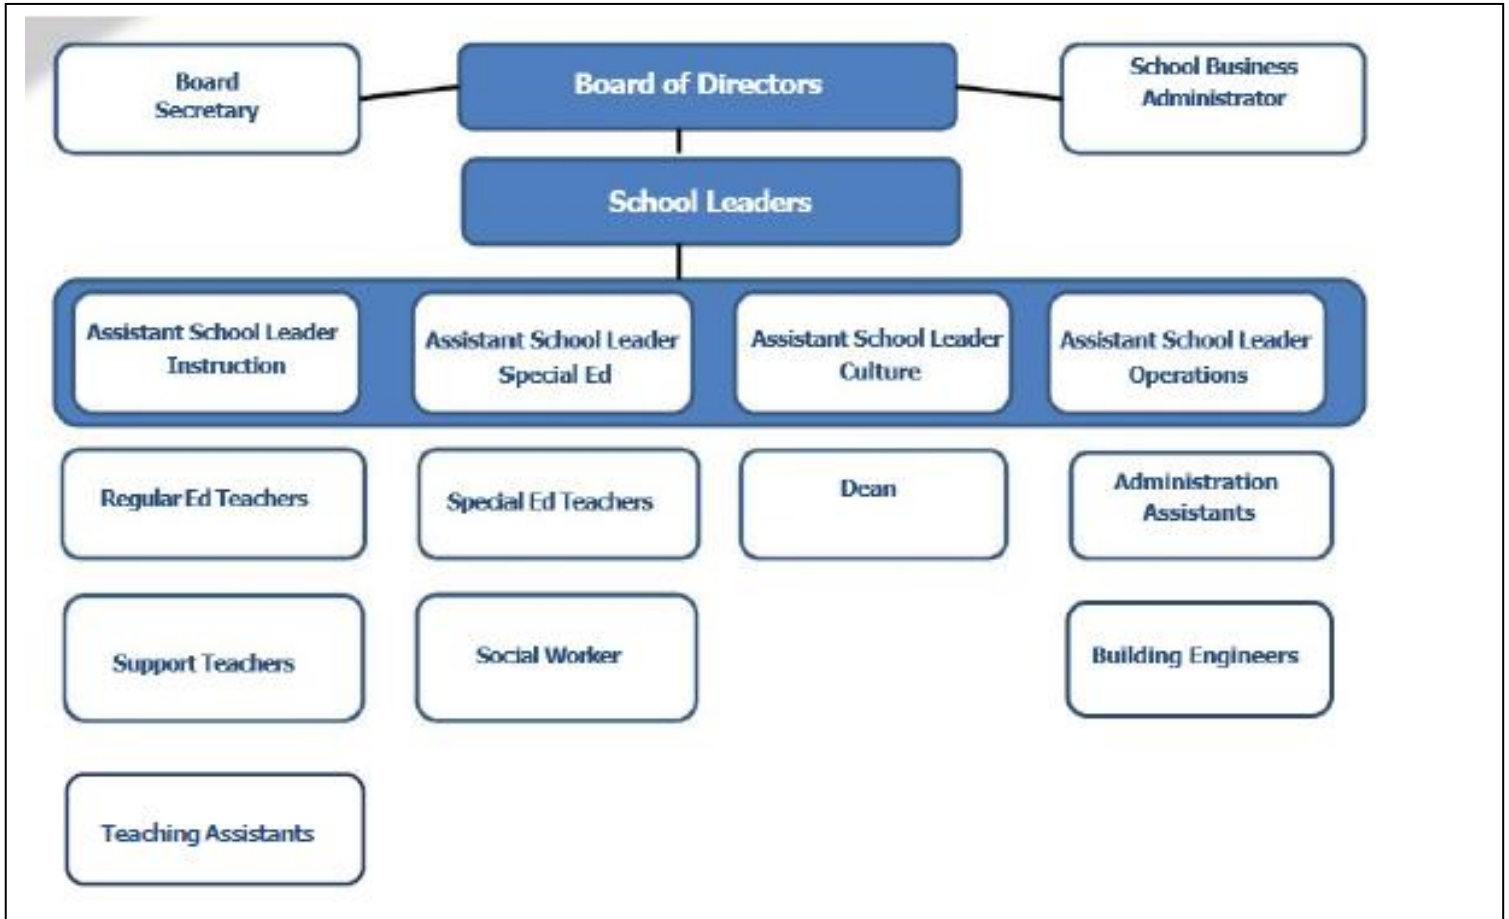 Board
Secretary
Board of Directors
School Business
Administrator
School Leaders
Assistant School Leader
Instruction
Assistant School Leader
Special Ed
Assistant School Leader
Culture
Assistant School Leader
Operations
Regular Ed Teachers
Special Ed Teachers
Dean
Administration
Assistants
Support Teachers
Social Worker
Building Engineers
Teaching Assistants